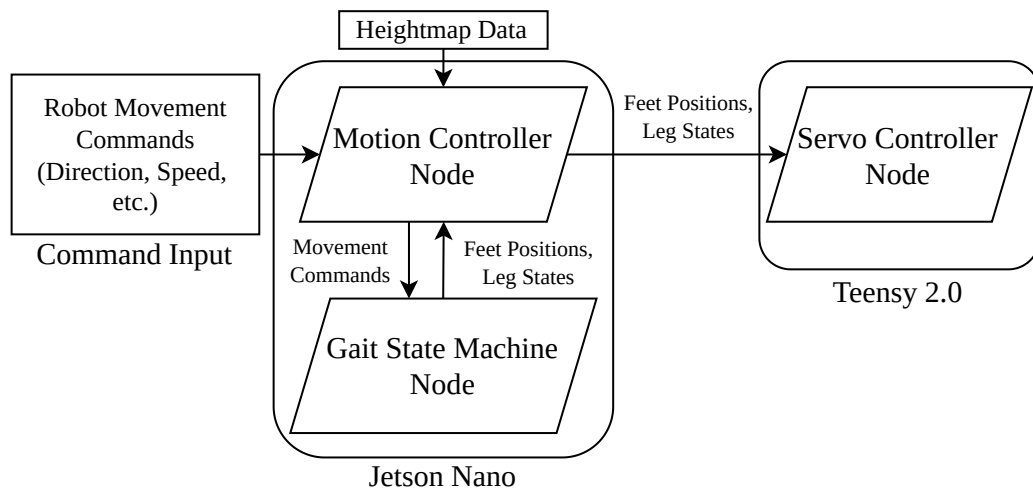 Heightmap Data
Robot Movement
Commands
(Direction, Speed,
etc.)
Command Input
Motion Controller
Node
Movement
Commands
Feet Positions,
Leg States
Gait State Machine
Node
Jetson Nano
Feet Positions,
Leg States
Servo Controller
Node
Teensy 2.0